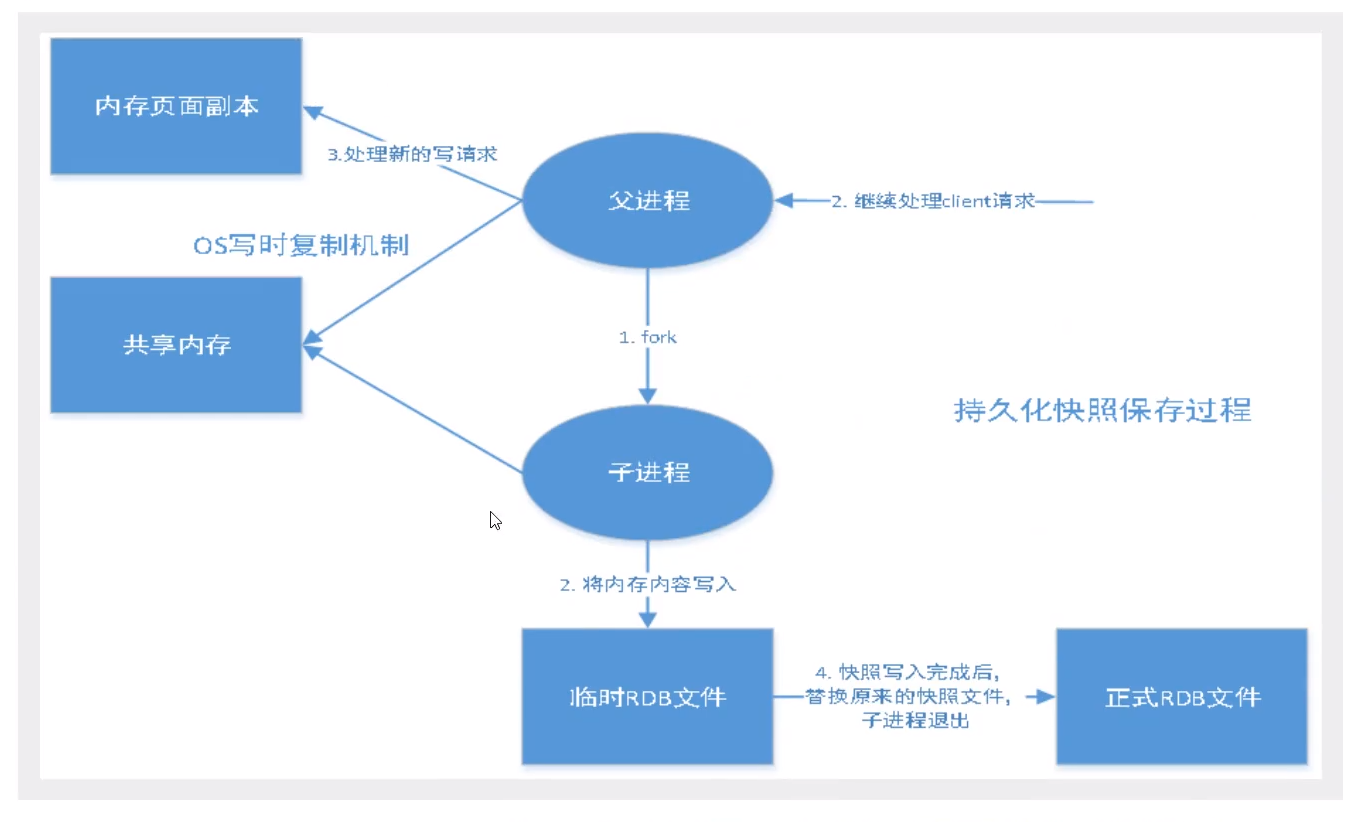 内存页面副本
3.处理新的写请求
父进程
2. 继续处理client请求
OS写时复制机制
共享内存
1. fork
持久化快照保存过程
子进程
2. 将内存内容写入
临时RDB文件
4. 快照写入完成后,
替换原来的快照文件,
子进程退出
正式RDB文件